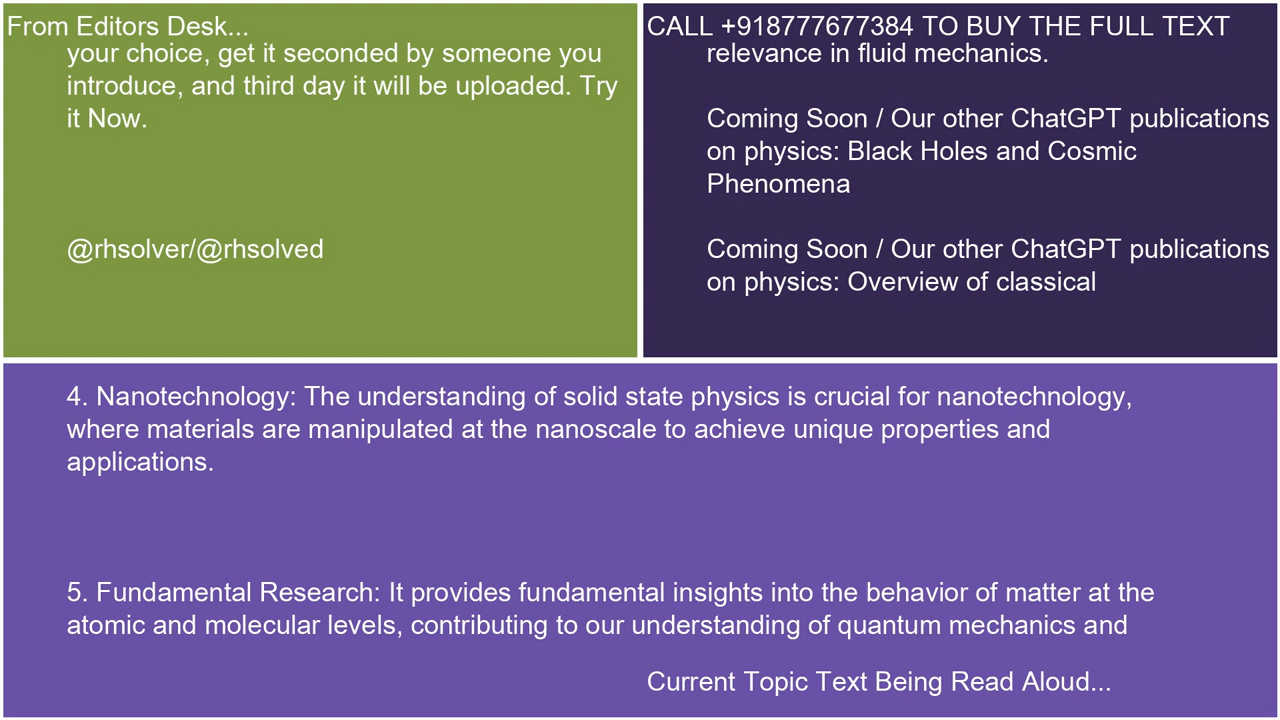 From Editors Desk...
your choice, get it seconded by someone you
introduce, and third day it will be uploaded. Try
it Now.
@rhsolver/@rhsolved
CALL +918777677384 TO BUY THE FULL TEXT
relevance in fluid mechanics.
Coming Soon / Our other ChatGPT publications
on physics: Black Holes and Cosmic
Phenomena
Coming Soon / Our other ChatGPT publications
on physics: Overview of classical
4. Nanotechnology: The understanding of solid state physics is crucial for nanotechnology,
where materials are manipulated at the nanoscale to achieve unique properties and
applications.
5. Fundamental Research: It provides fundamental insights into the behavior of matter at the
atomic and molecular levels, contributing to our understanding of quantum mechanics and
Current Topic Text Being Read Aloud...